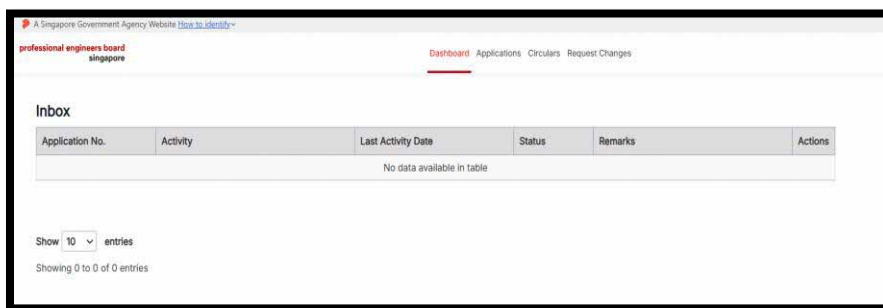 A Singapore Government Agency Website How to identify
professional engineers board
singapore
Dashboard Applications Circulars Request Changes
Inbox
Application No. Activity Last Activity Date Status Remarks Actions
No data available in table
Show 10 entries
Showing 0 to 0 of 0 entries